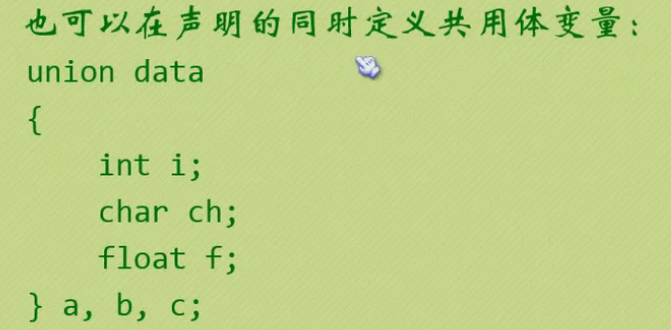 也可以在声明的同时定义共用体变量：
union data
{
    int i;
    char ch;
    float f;
} a, b, c;